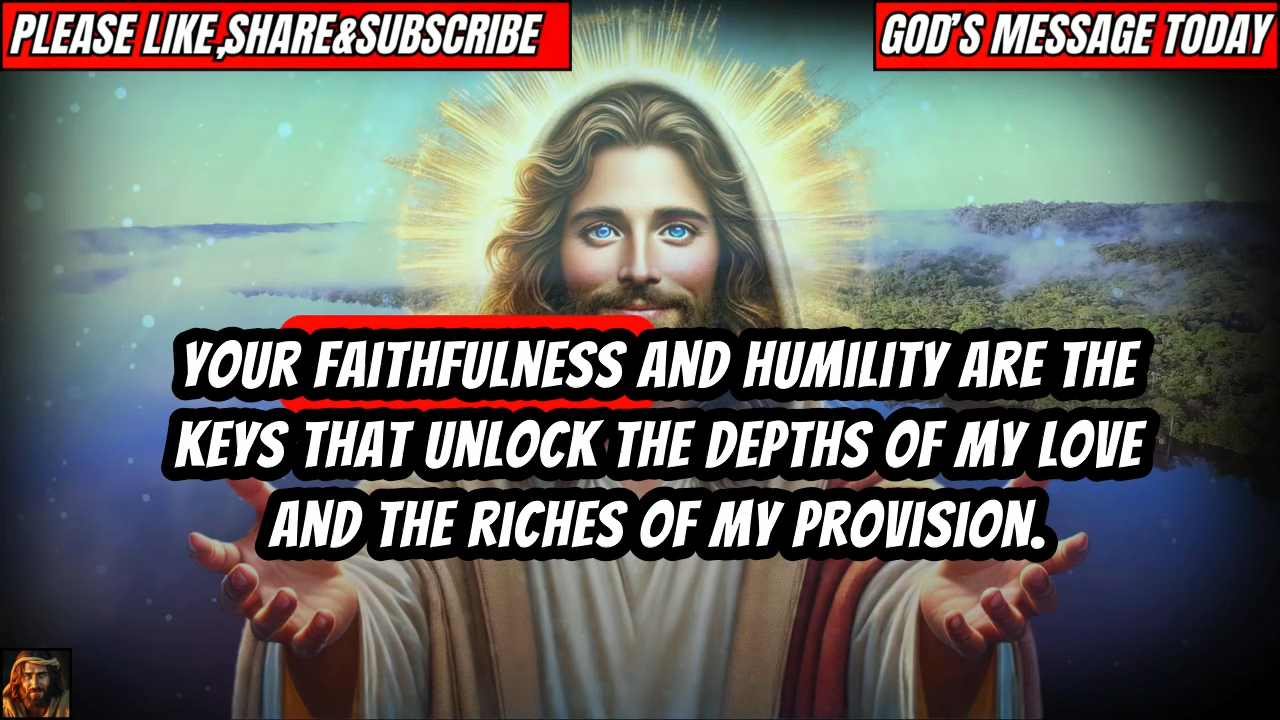 PLEASE LIKE,SHARE&SUBSCRIBE
GOD'S MESSAGE TODAY
YOUR FAITHFULNESS AND HUMILITY ARE THE
KEYS THAT UNLOCK THE DEPTHS OF MY LOVE
AND THE RICHES OF MY PROVISION.